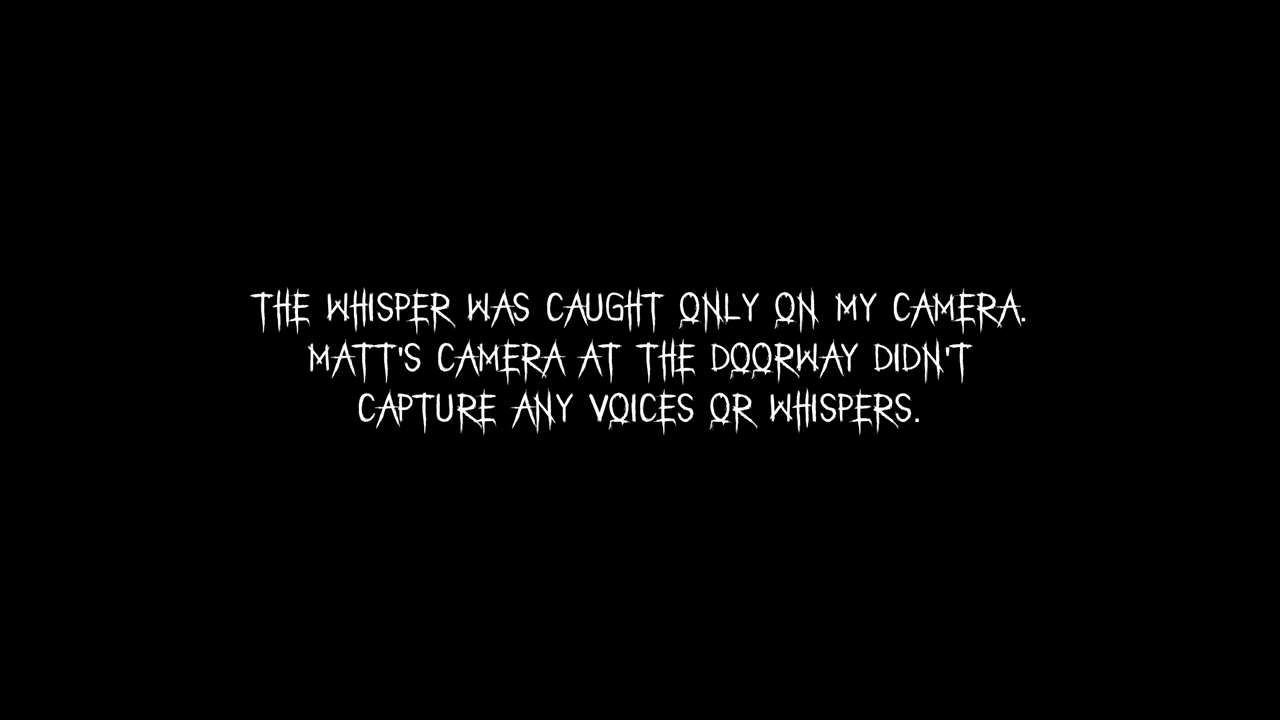 THE WHISPER WAS CAUGHT ONLY ON MY CAMERA.
MATT'S CAMERA AT THE DOORWAY DIDN'T
CAPTURE ANY VOICES OR WHISPERS.